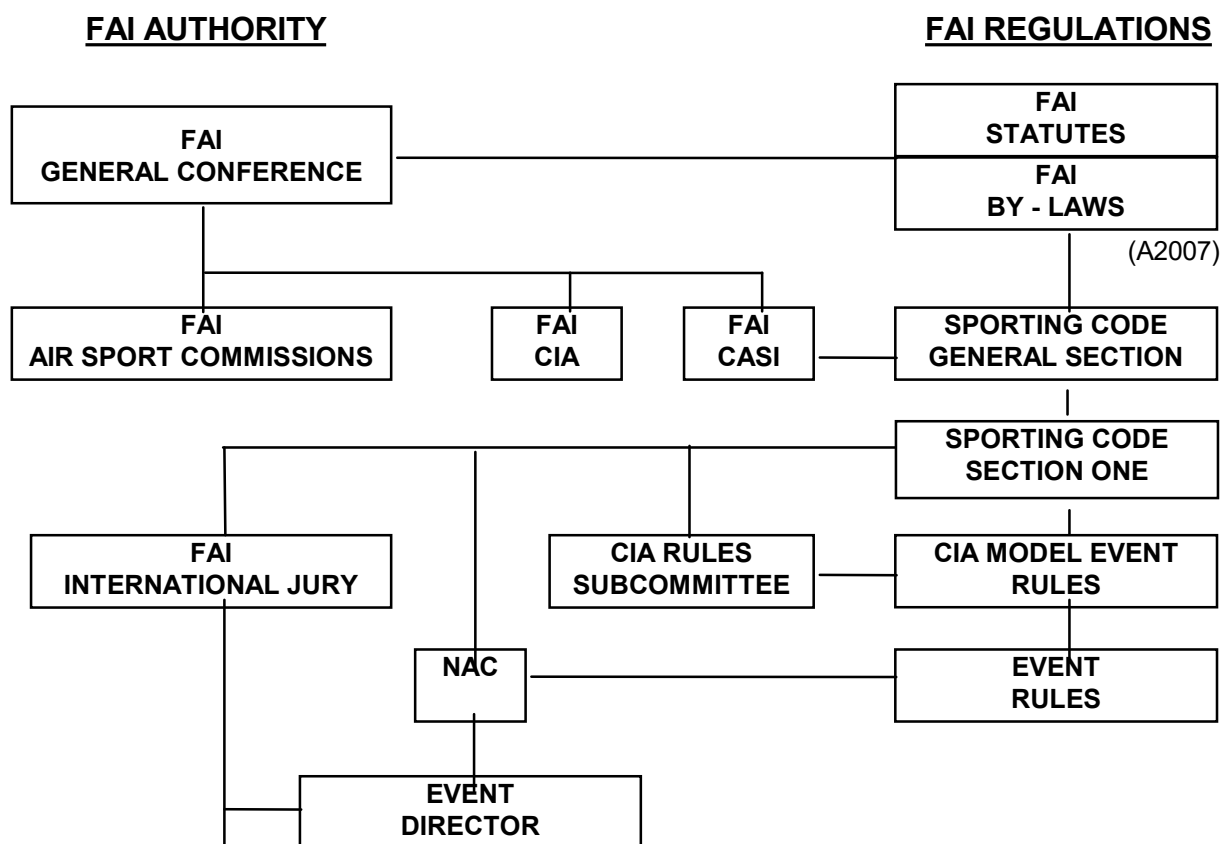 FAI AUTHORITY
FAI REGULATIONS
FAI
GENERAL CONFERENCE
FAI
STATUTES
FAI
BY - LAWS
(A2007)
FAI
AIR SPORT COMMISSIONS
FAI
CIA
FAI
CASI
SPORTING CODE
GENERAL SECTION
SPORTING CODE
SECTION ONE
FAI
INTERNATIONAL JURY
CIA RULES
SUBCOMMITTEE
CIA MODEL EVENT
RULES
NAC
EVENT
RULES
EVENT
DIRECTOR